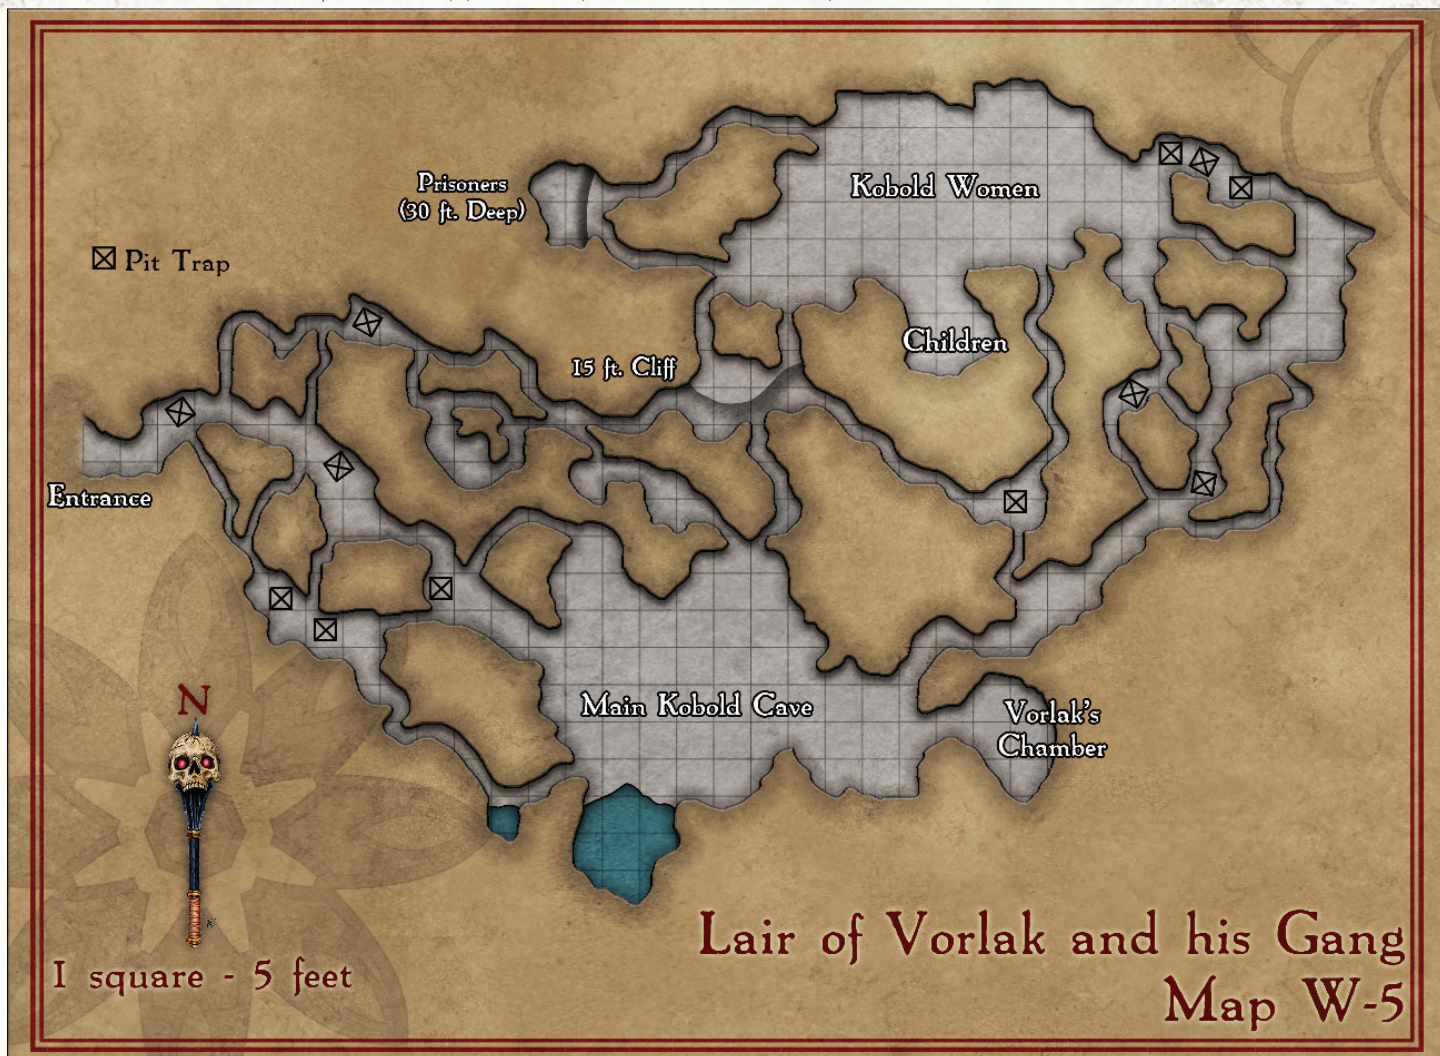 Prisoners
(30 ft. Deep)
Kobold Women
Pit Trap
15 ft. Cliff
Children
Entrance
N
Main Kobold Cave
Vorlak's
Chamber
Lair of Vorlak and his Gang
Map W-5
1 square - 5 feet